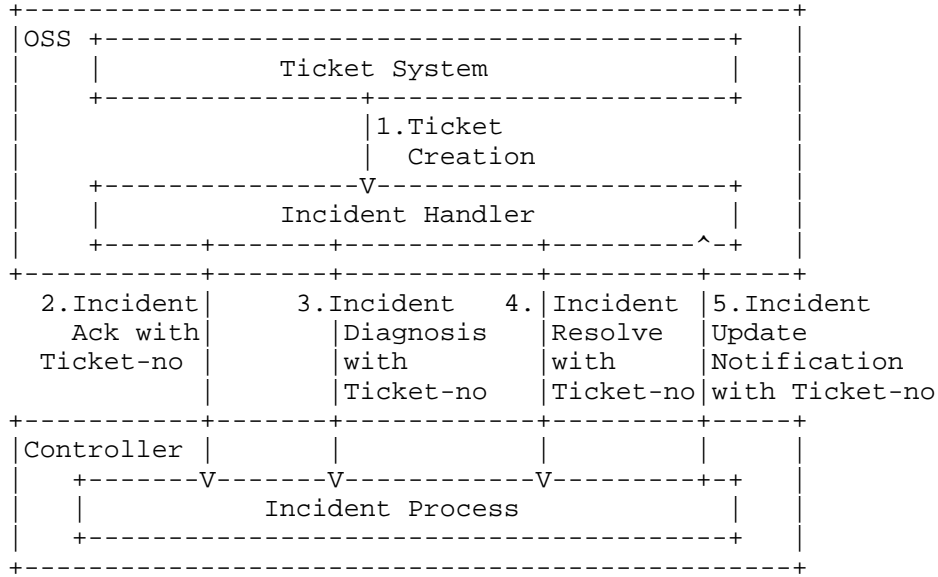 OSS
Ticket System
1.Ticket
Creation
Incident Handler
2.Incident 3.Incident 4. Incident 5.Incident
Ack with Diagnosis Resolve Update
Ticket-no with with Notification
Ticket-no Ticket-no with Ticket-no
Controller
Incident Process